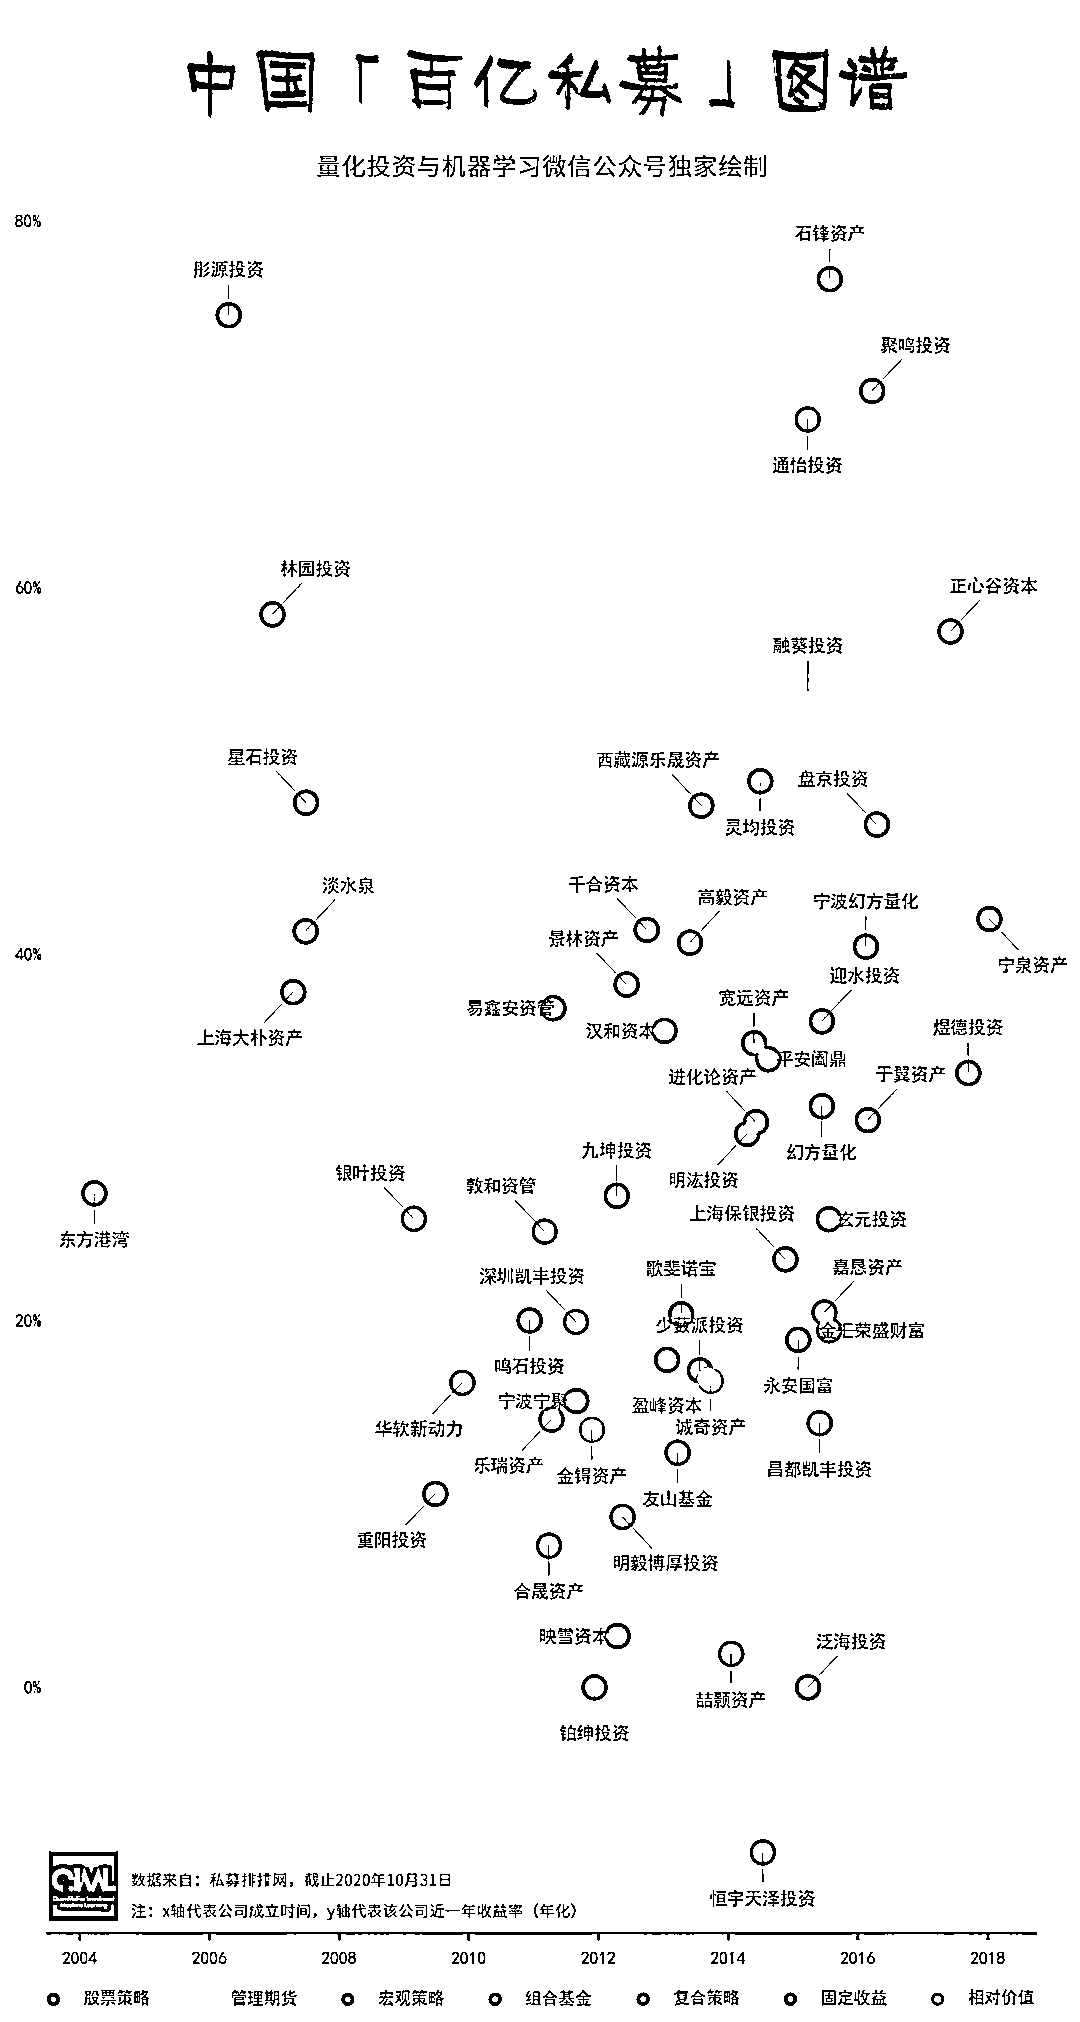 中国「百亿私募」图谱
量化投资与机器学习微信公众号独家绘制
80%
石锋资产
彤源投资
聚鸣投资
通怡投资
林园投资
60%
正心谷资本
融葵投资
星石投资
西藏源乐晟资产
盘京投资
灵均投资
淡水泉
千合资本
高毅资产
宁波幻方量化
景林资产
40%
宁泉资产
迎水投资
宽远资产
易鑫安资管
汉和资本
煜德投资
上海大朴资产
平安阖鼎
进化论资产
于翼资产
九坤投资
幻方量化
银叶投资
明汯投资
敦和资管
上海保银投资
玄元投资
东方港湾
嘉恳资产
歌斐诺宝
深圳凯丰投资
20%
少薮派投资
金汇荣盛财富
鸣石投资
永安国富
宁波宁聚
盈峰资本
华软新动力
诚奇资产
乐瑞资产
金锝资产
昌都凯丰投资
友山基金
重阳投资
明毅博厚投资
合晟资产
映雪资本
泛海投资
0%
喆颢资产
铂绅投资
QIML
数据来自：私募排排网，截止2020年10月31日
恒宇天泽投资
注：x轴代表公司成立时间，y轴代表该公司近一年收益率（年化）
2004 2006 2008 2010 2012 2014 2016 2018
股票策略 管理期货 宏观策略 组合基金 复合策略 固定收益 相对价值